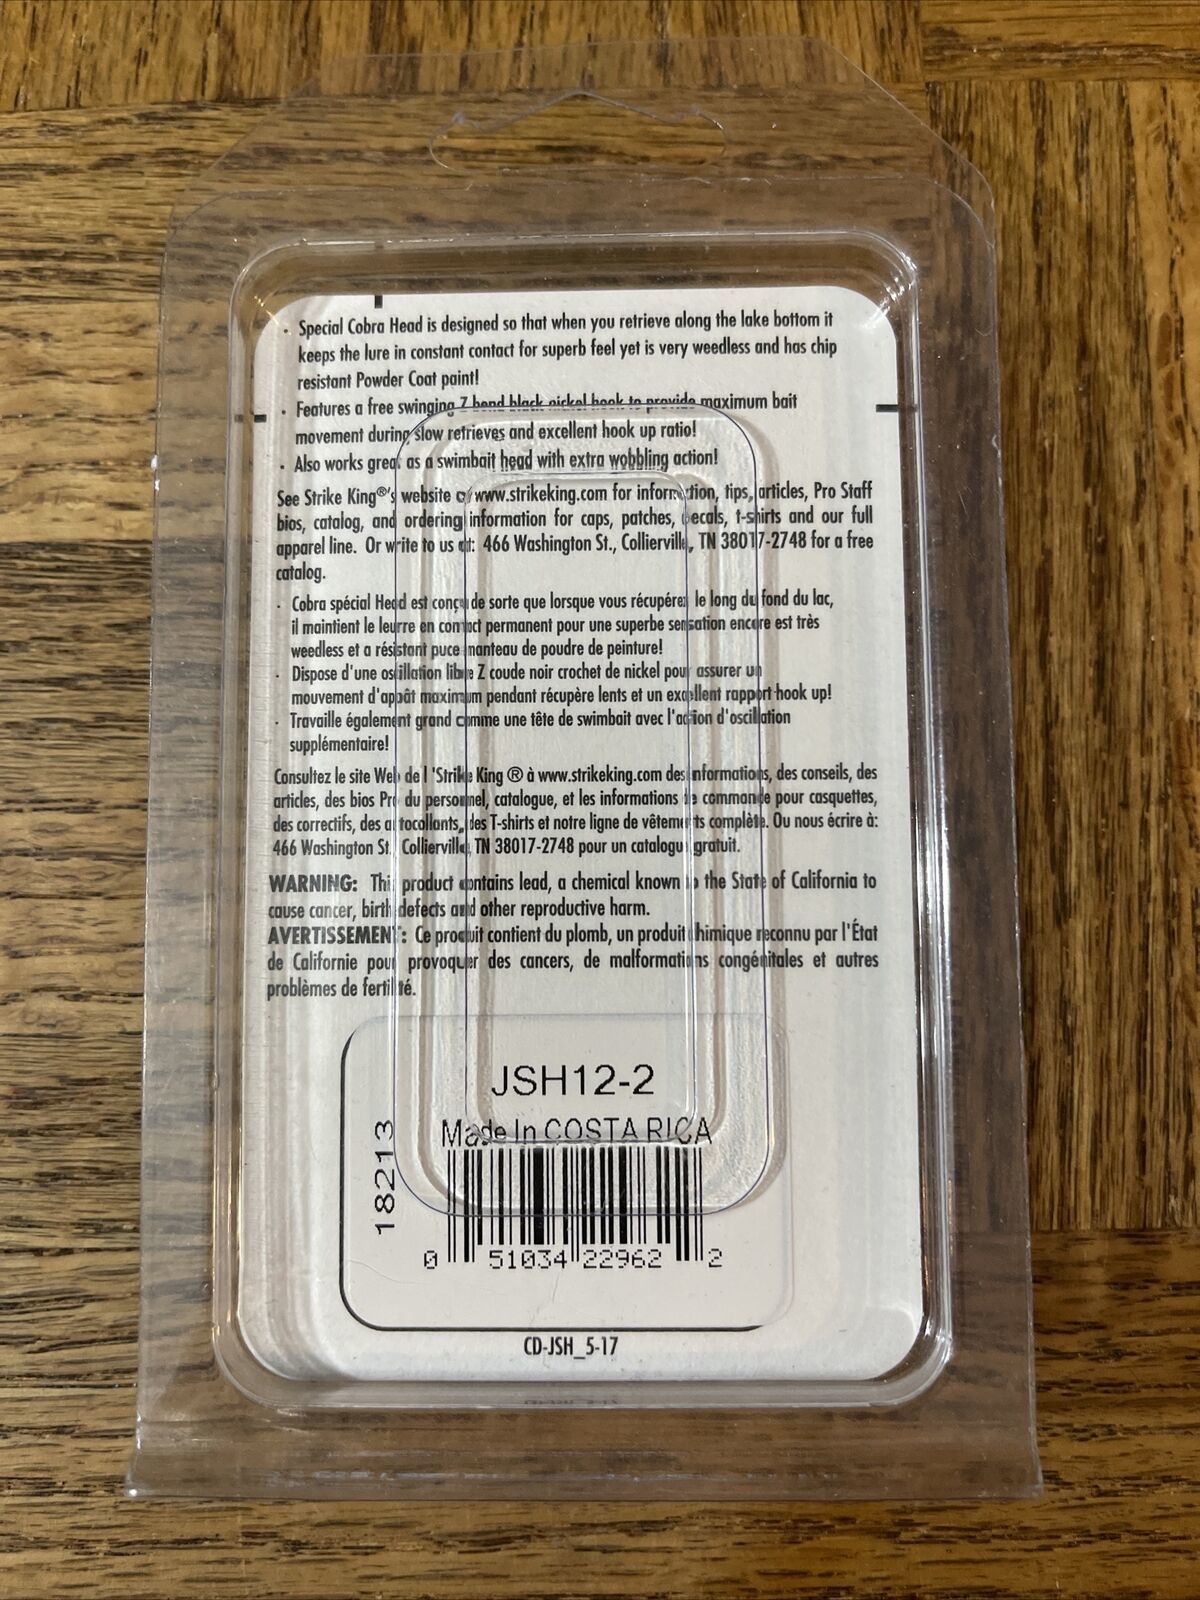 · Special Cobra Head is designed so that when you retrieve along the lake bottom it
keeps the lure in constant contact for superb feel yet is very weedless and has chip
resistant Powder Coat paint!
· Features a free swinging Z bend black nickel hook to provide maximum bait
movement during slow retrieves and excellent hook up ratio!
· Also works great as a swimbait head with extra wobbling action!
See Strike King®'s website at www.strikeking.com for information, tips, articles, Pro Staff
bios, catalog, and ordering information for caps, patches, decals, t-shirts and our full
apparel line. Or write to us at: 466 Washington St., Collierville, TN 38017-2748 for a free
catalog.
· Cobra spécial Head est conçu de sorte que lorsque vous récupérez le long du fond du lac,
il maintient le leurre en contact permanent pour une superbe sensation encore est très
weedless et a résistant puce manteau de poudre de peinture!
· Dispose d'une oscillation libre Z coude noir crochet de nickel pour assurer un
mouvement d'appât maximum pendant récupère lents et un excellent rapport hook up!
· Travaille également grand comme une tête de swimbait avec l'action d'oscillation
supplémentaire!
Consultez le site Web de l 'Strike King ® à www.strikeking.com des informations, des conseils, des
articles, des bios Pro du personnel, catalogue, et les informations de commande pour casquettes,
des correctifs, des autocollants, des T-shirts et notre ligne de vêtements complète. Ou nous écrire à:
466 Washington St., Collierville, TN 38017-2748 pour un catalogue gratuit.
WARNING: This product contains lead, a chemical known to the State of California to
cause cancer, birth defects and other reproductive harm.
AVERTISSEMENT: Ce produit contient du plomb, un produit chimique reconnu par l'État
de Californie pour provoquer des cancers, de malformations congénitales et autres
problèmes de fertilité.
JSH12-2
Made In COSTA RICA
18213
0 51034 22962 2
CD-JSH_5-17